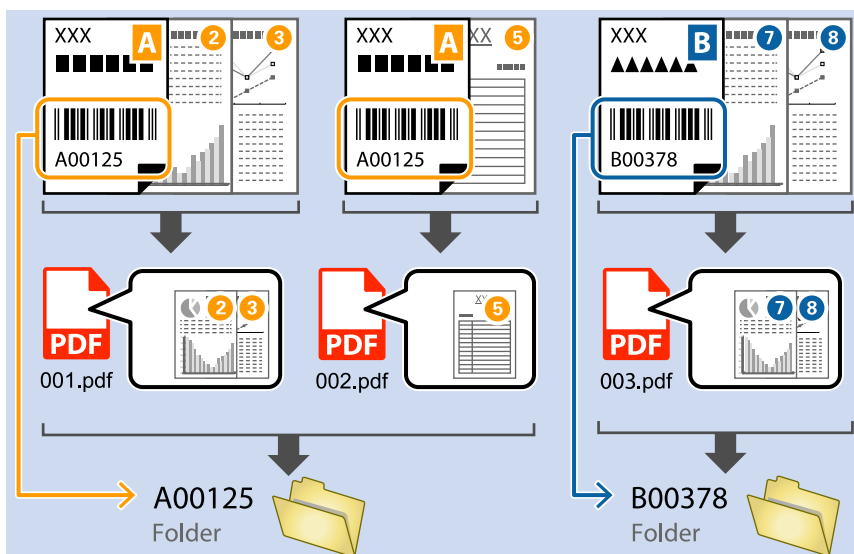 XXX
A
2
3
A00125
XXX
A
XX
5
A00125
XXX
B
7
8
B00378
PDF
2
3
001.pdf
PDF
XX
5
002.pdf
PDF
7
8
003.pdf
A00125
Folder
B00378
Folder